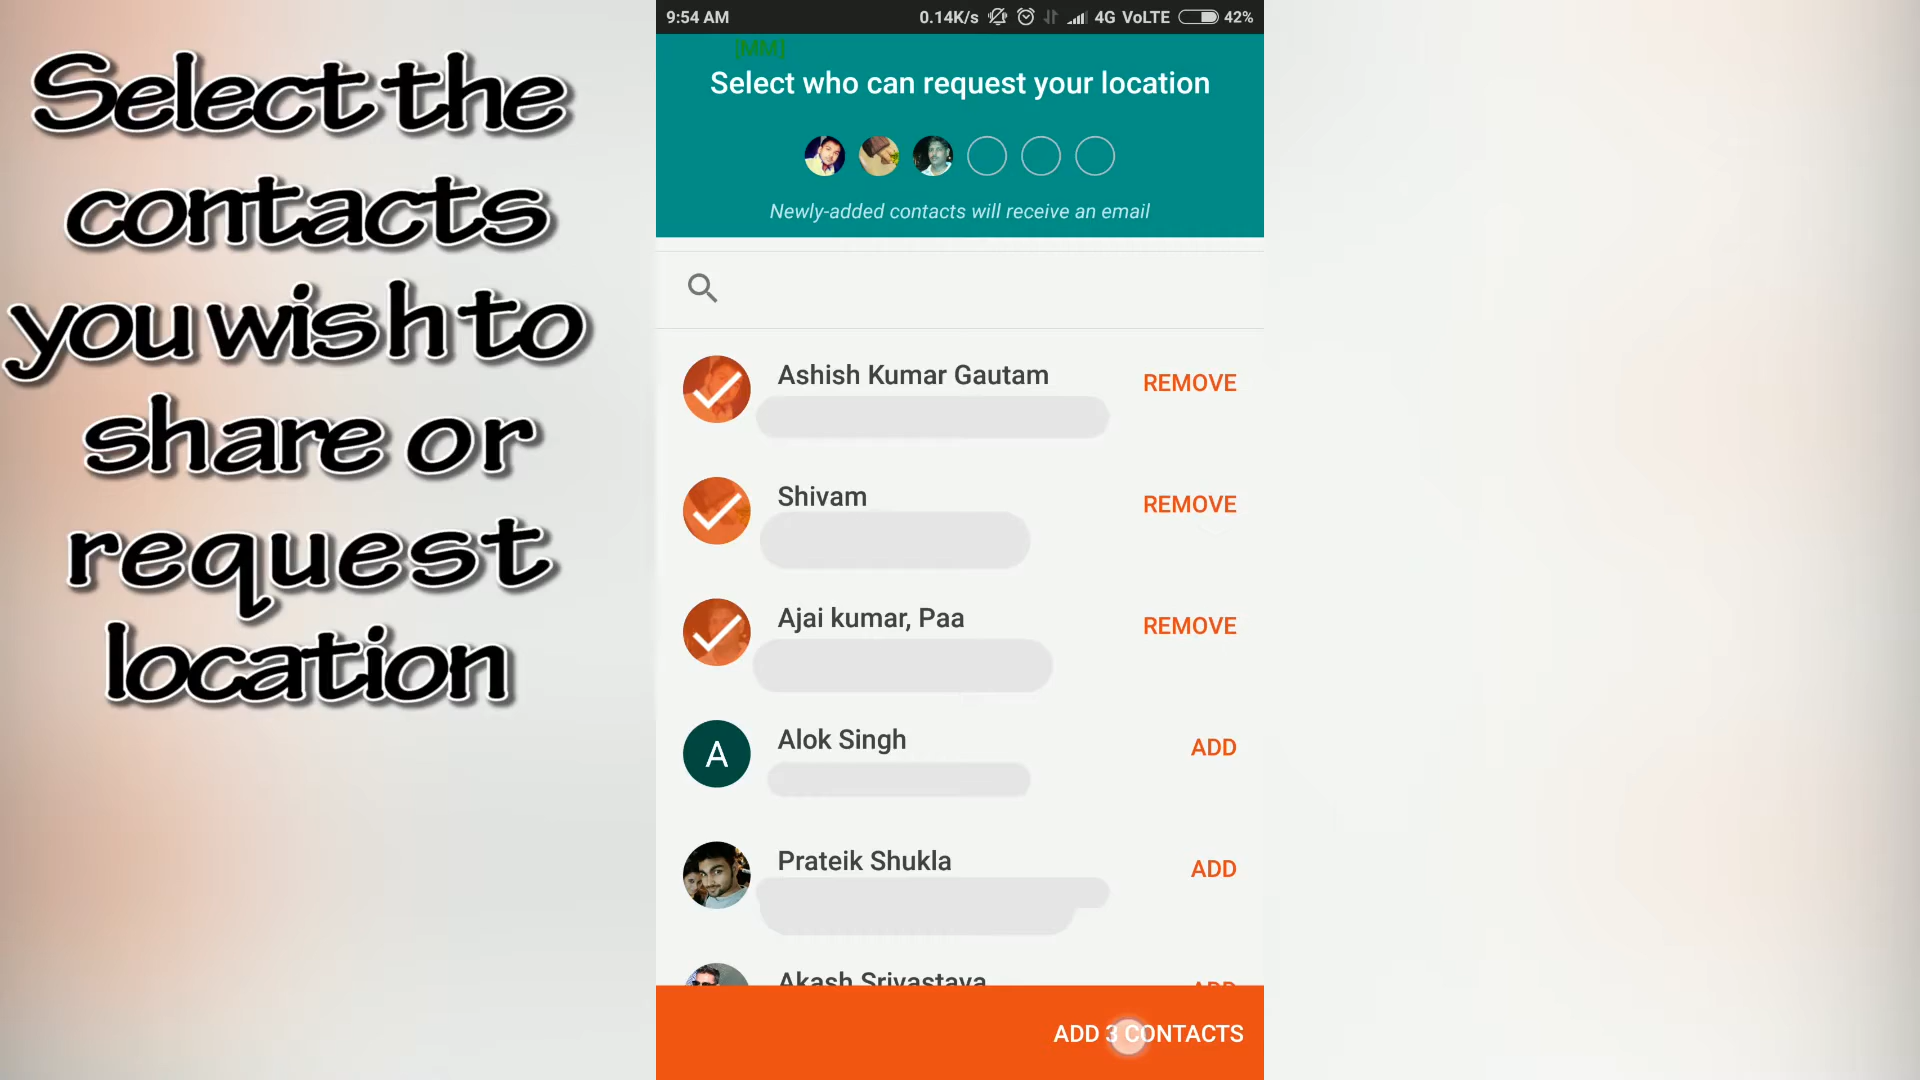 Select the
contacts
you wish to
share or
request
location
9:54 AM
0.14K/s 4G VoLTE 42%
[MM]
Select who can request your location
Newly-added contacts will receive an email
Ashish Kumar Gautam
REMOVE
Shivam
REMOVE
Ajai kumar, Paa
REMOVE
A
Alok Singh
ADD
Prateik Shukla
ADD
Akash Srivastava
ADD
ADD 3 CONTACTS